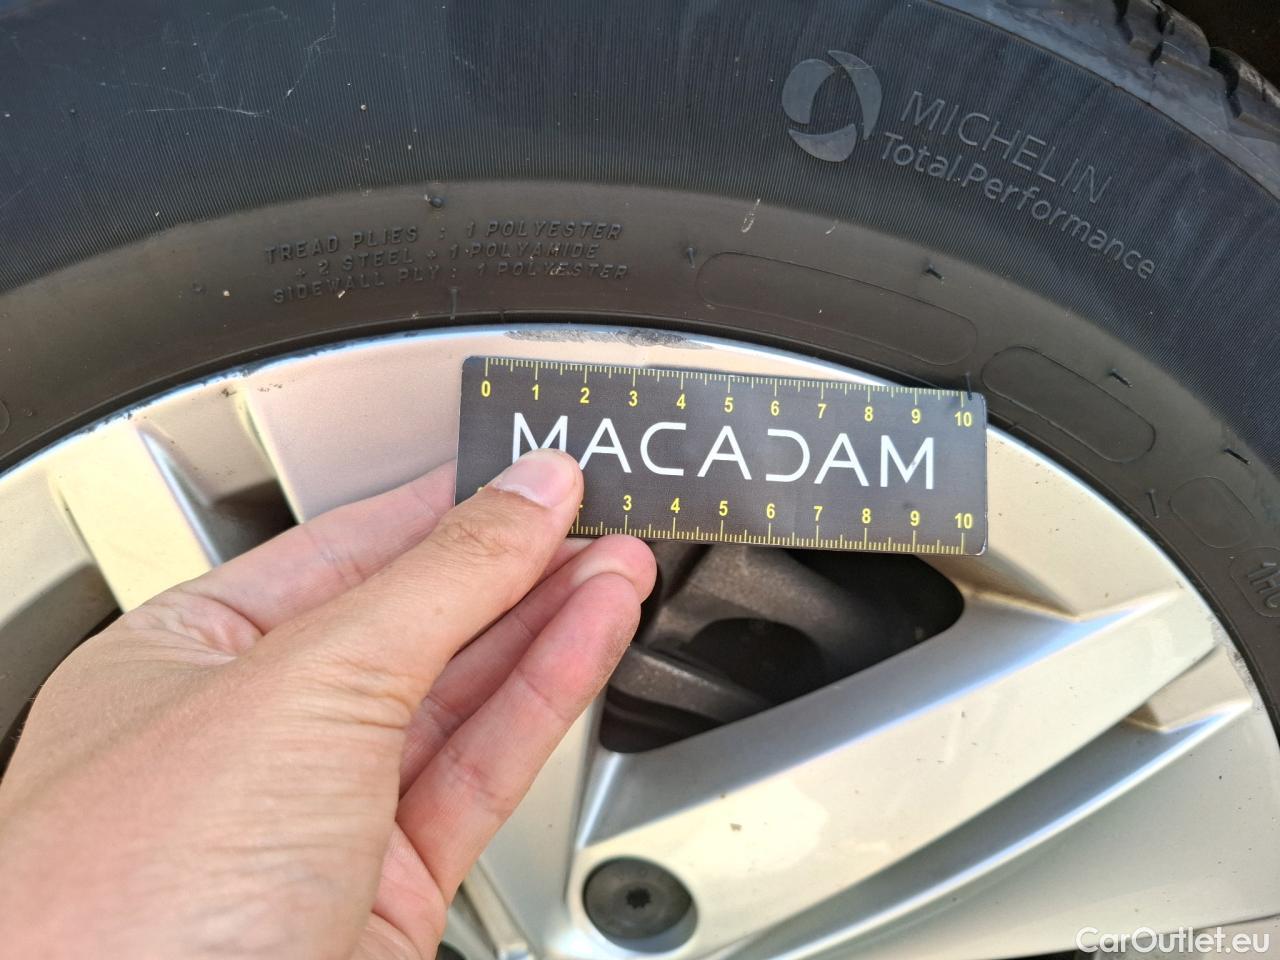 MICHELIN
Total Performance
TREAD PLIES : 1 POLYESTER
+ 2 STEEL + 1 POLYAMIDE
SIDEWALL PLY : 1 POLYESTER
0 1 2 3 4 5 6 7 8 9 10
MACADAM
3 4 5 6 7 8 9 10
CarOutlet.eu